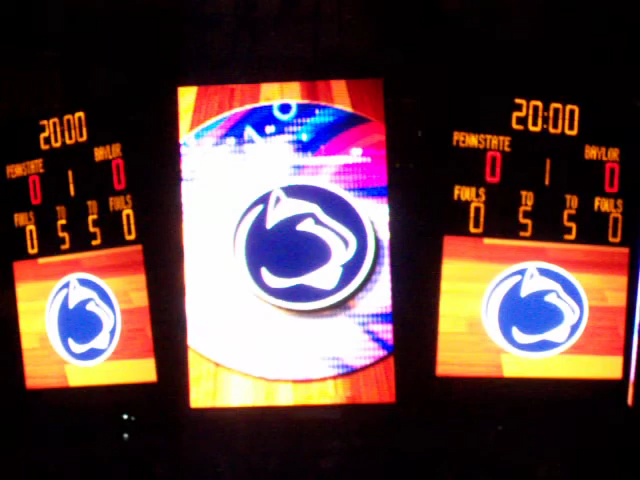 20:00
PENNSTATE BAYLOR
0 1 0
FOULS TO TO FOULS
0 5 5 0
20:00
PENNSTATE BAYLOR
0 1 0
FOULS TO TO FOULS
0 5 5 0